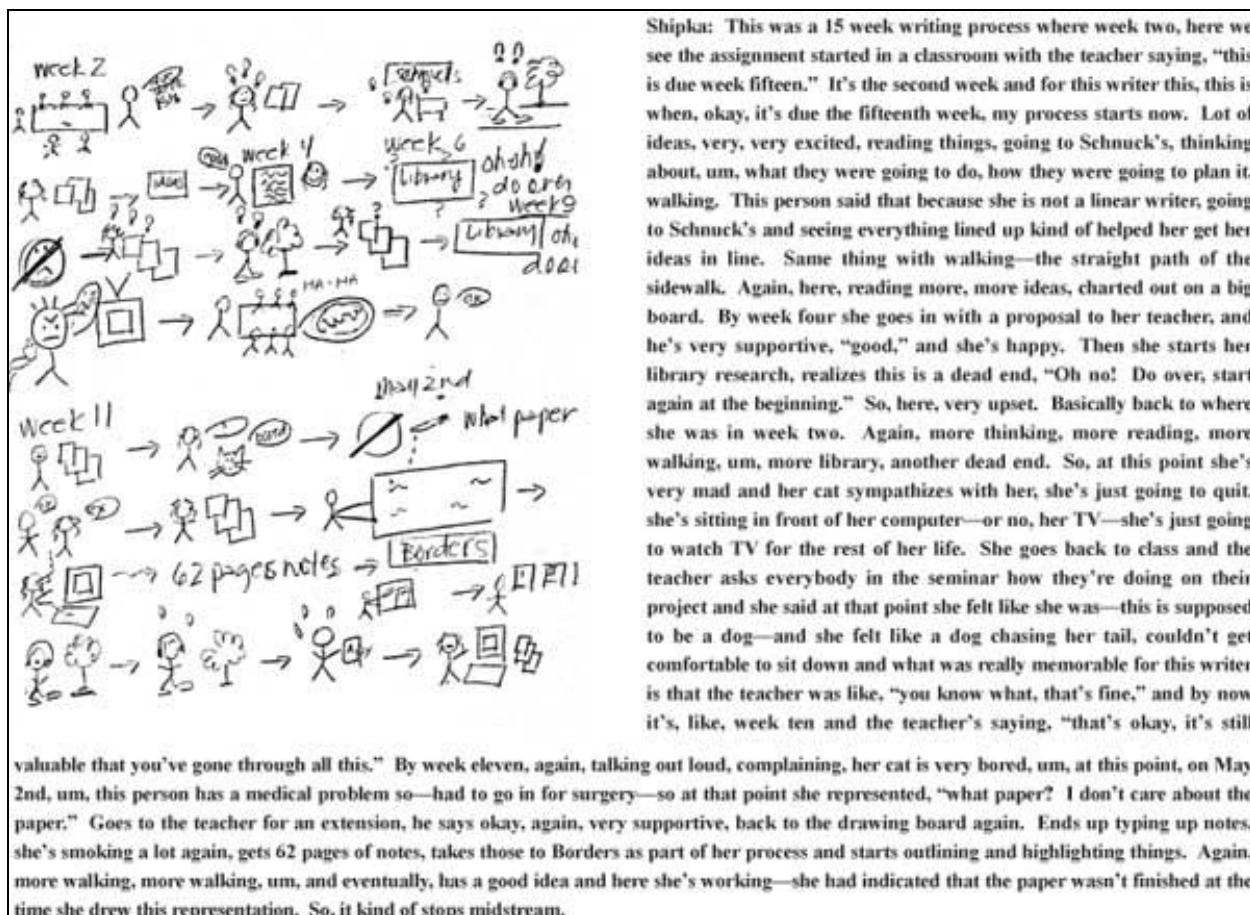 week 2
schnuck's
week 4
week 6
Library
oh oh!
do over
week 9
Library
HA-HA
week 11
bored
May 2nd
what paper
62 pages notes
BORDERS
Shipka: This was a 15 week writing process where week two, here we
see the assignment started in a classroom with the teacher saying, “this
is due week fifteen.” It’s the second week and for this writer this, this is
when, okay, it’s due the fifteenth week, my process starts now. Lot of
ideas, very, very excited, reading things, going to Schnuck’s, thinking
about, um, what they were going to do, how they were going to plan it,
walking. This person said that because she is not a linear writer, going
to Schnuck’s and seeing everything lined up kind of helped her get her
ideas in line. Same thing with walking—the straight path of the
sidewalk. Again, here, reading more, more ideas, charted out on a big
board. By week four she goes in with a proposal to her teacher, and
he’s very supportive, “good,” and she’s happy. Then she starts her
library research, realizes this is a dead end, “Oh no! Do over, start
again at the beginning.” So, here, very upset. Basically back to where
she was in week two. Again, more thinking, more reading, more
walking, um, more library, another dead end. So, at this point she’s
very mad and her cat sympathizes with her, she’s just going to quit,
she’s sitting in front of her computer—or no, her TV—she’s just going
to watch TV for the rest of her life. She goes back to class and the
teacher asks everybody in the seminar how they’re doing on their
project and she said at that point she felt like she was—this is supposed
to be a dog—and she felt like a dog chasing her tail, couldn’t get
comfortable to sit down and what was really memorable for this writer
is that the teacher was like, “you know what, that’s fine,” and by now
it’s, like, week ten and the teacher’s saying, “that’s okay, it’s still
valuable that you’ve gone through all this.” By week eleven, again, talking out loud, complaining, her cat is very bored, um, at this point, on May
2nd, um, this person has a medical problem so—had to go in for surgery—so at that point she represented, “what paper? I don’t care about the
paper.” Goes to the teacher for an extension, he says okay, again, very supportive, back to the drawing board again. Ends up typing up notes,
she’s smoking a lot again, gets 62 pages of notes, takes those to Borders as part of her process and starts outlining and highlighting things. Again,
more walking, more walking, um, and eventually, has a good idea and here she’s working—she had indicated that the paper wasn’t finished at the
time she drew this representation. So, it kind of stops midstream.